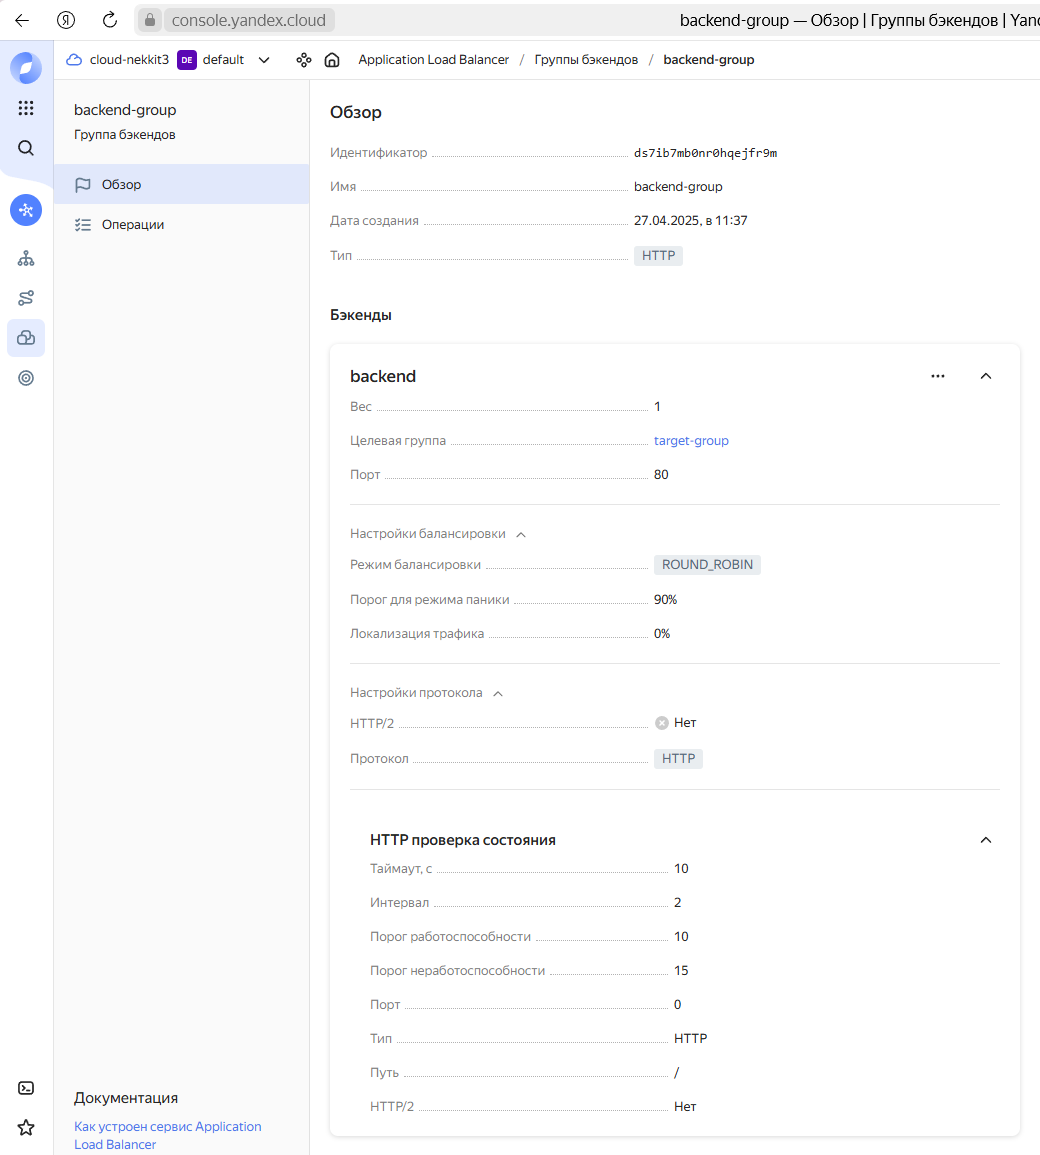 console.yandex.cloud
backend-group — Обзор | Группы бэкендов | Yan
cloud-nekkit3 DE default
Application Load Balancer / Группы бэкендов / backend-group
backend-group
Группа бэкендов
Обзор
Операции
Документация
Как устроен сервис Application
Load Balancer
Обзор
Идентификатор ds7ib7mb0nr0hqejfr9m
Имя backend-group
Дата создания 27.04.2025, в 11:37
Тип HTTP
Бэкенды
backend
Вес 1
Целевая группа target-group
Порт 80
Настройки балансировки
Режим балансировки ROUND_ROBIN
Порог для режима паники 90%
Локализация трафика 0%
Настройки протокола
HTTP/2 Нет
Протокол HTTP
HTTP проверка состояния
Таймаут, с 10
Интервал 2
Порог работоспособности 10
Порог неработоспособности 15
Порт 0
Тип HTTP
Путь /
HTTP/2 Нет